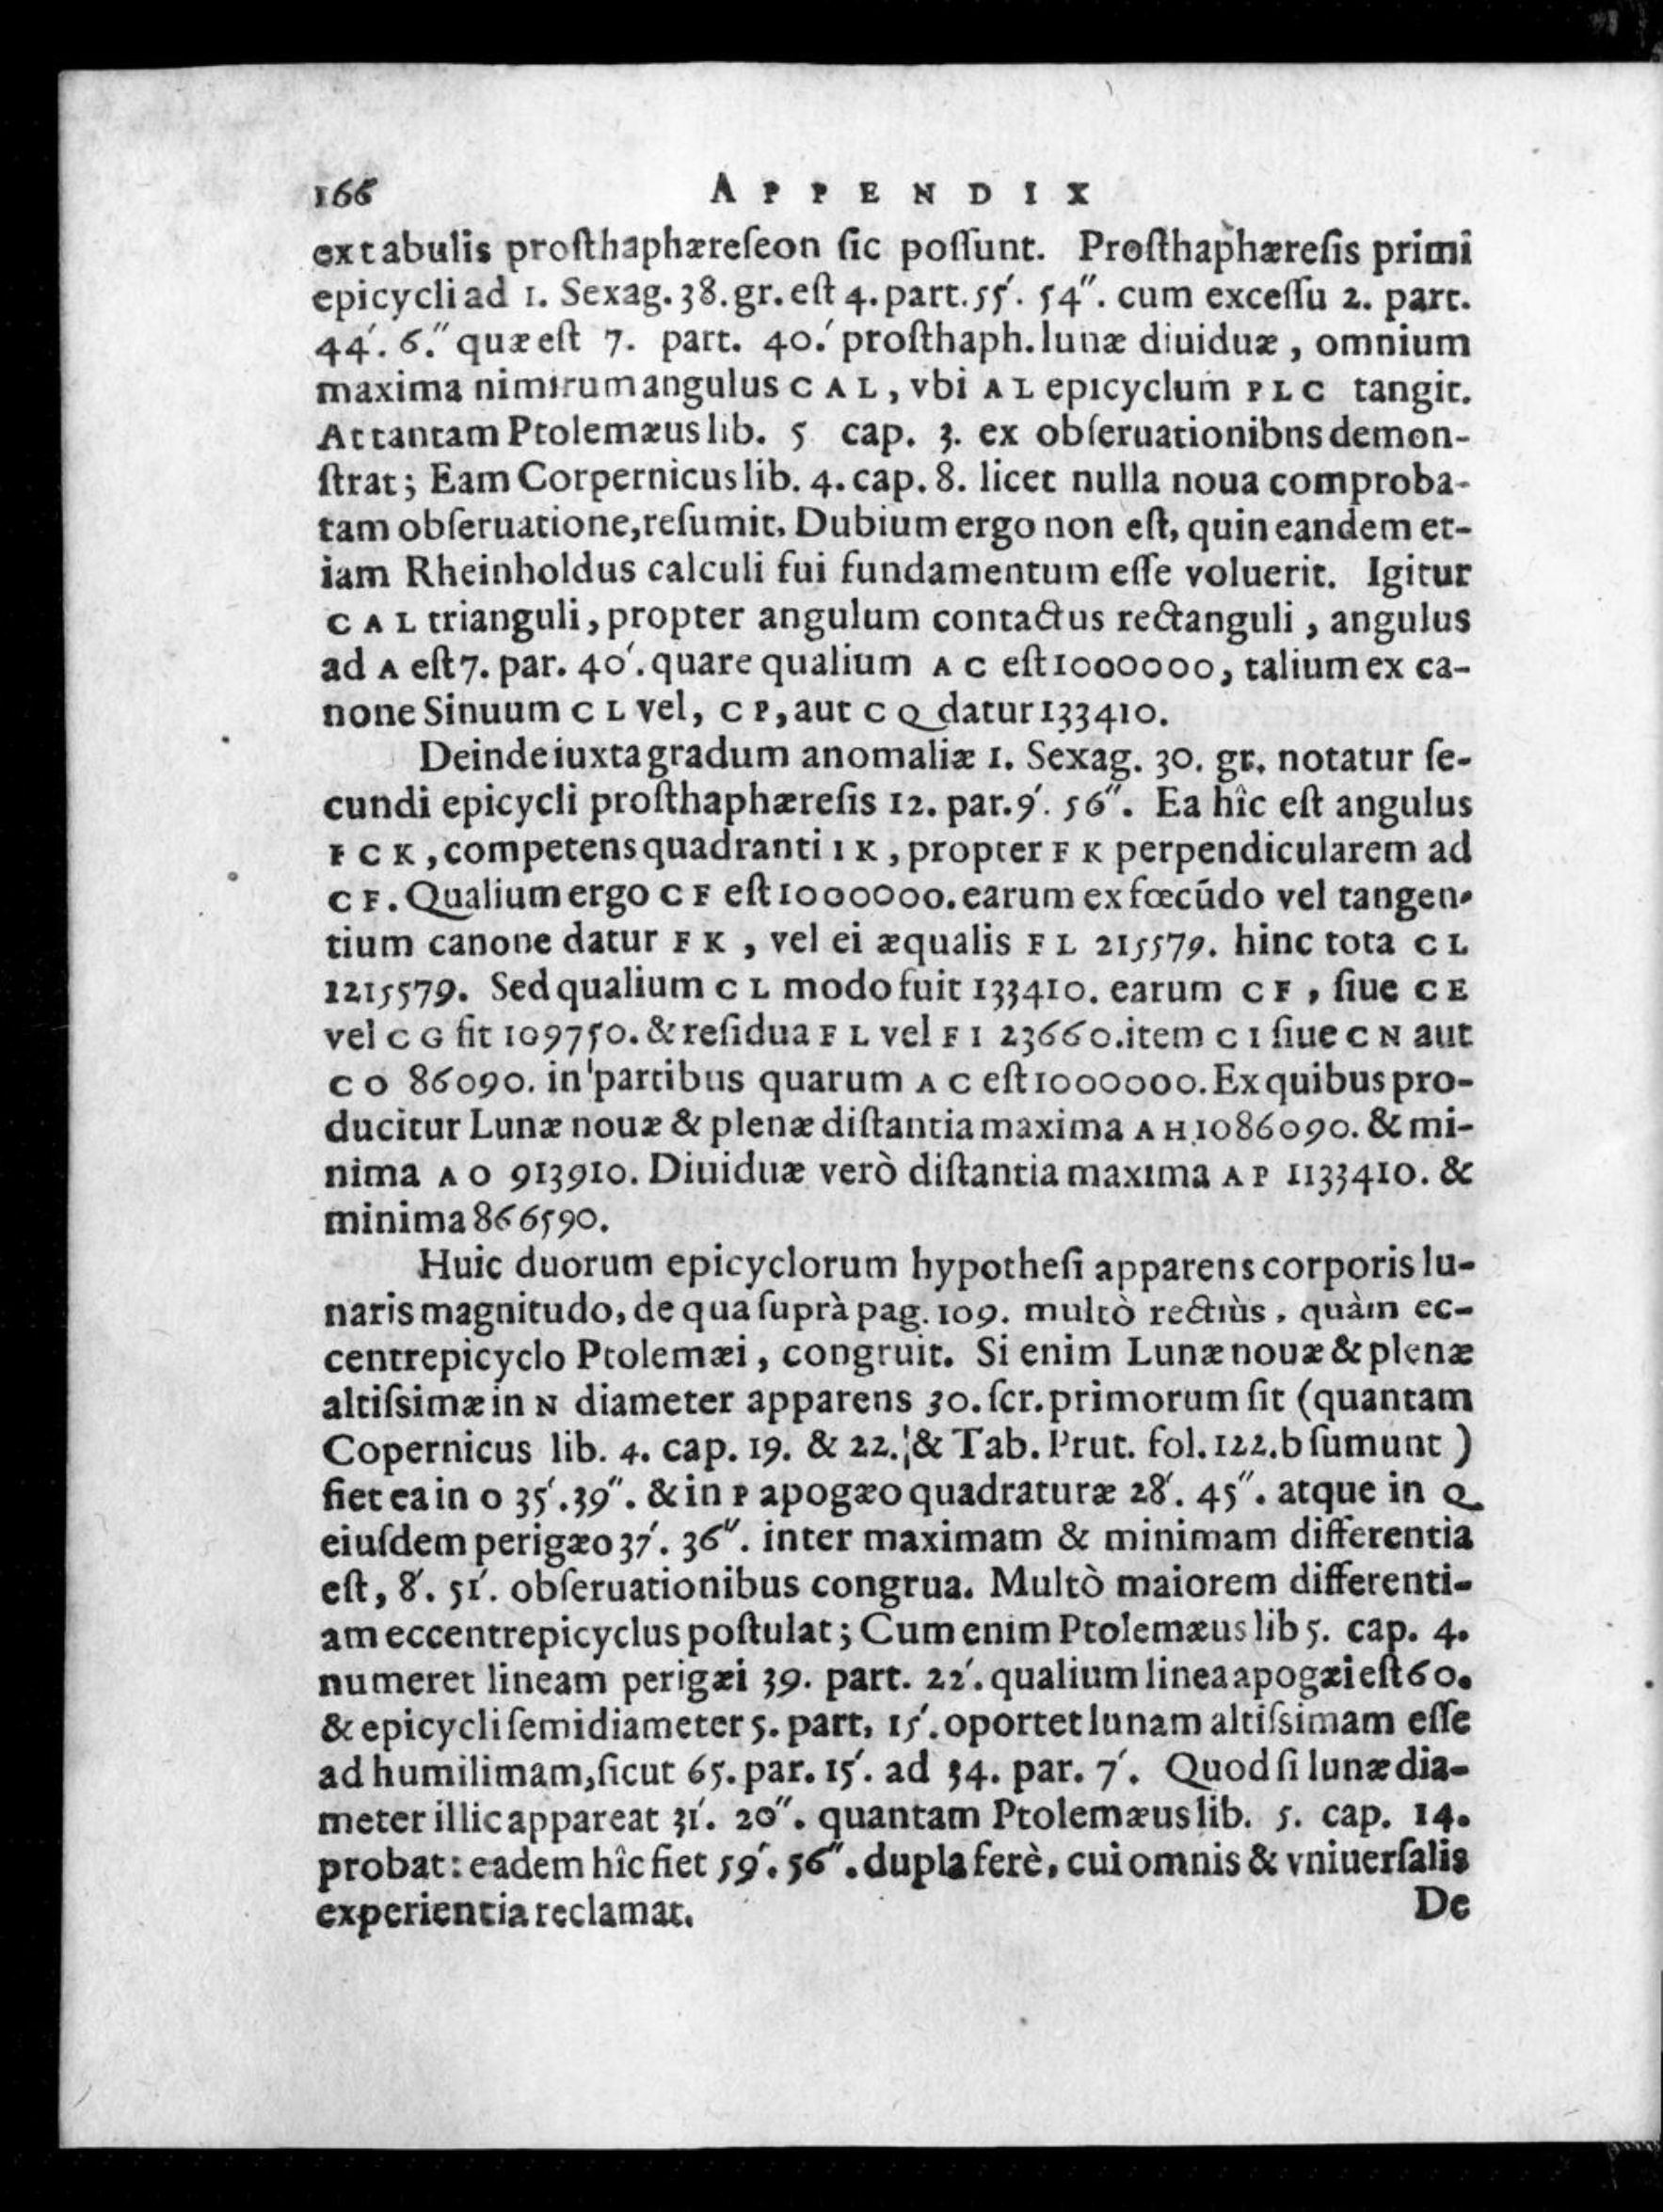 166 APPENDIX
ex tabulis proſthaphæreſeon ſic poſſunt. Proſthaphæreſis primi
epicycli ad 1. Sexag. 38. gr. eſt 4. part. 55′. 54″. cum exceſſu 2. part.
44′. 6.″ quæ eſt 7. part. 40.′ proſthaph. lunæ diuiduæ, omnium
maxima nimirum angulus C A L, vbi A L epicyclum P L C tangit.
At tantam Ptolemæus lib. 5 cap. 3. ex obſeruationibns demon-
ſtrat; Eam Corpernicus lib. 4. cap. 8. licet nulla noua comproba-
tam obſeruatione, reſumit, Dubium ergo non eſt, quin eandem et-
iam Rheinholdus calculi fui fundamentum eſſe voluerit. Igitur
C A L trianguli, propter angulum contactus rectanguli, angulus
ad A eſt 7. par. 40′. quare qualium A C eſt 1000000, talium ex ca-
none Sinuum C L vel, C P, aut C Q datur 133410.
Deinde iuxta gradum anomaliæ 1. Sexag. 30. gr. notatur ſe-
cundi epicycli proſthaphæreſis 12. par. 9′. 56″. Ea hîc eſt angulus
F C K, competens quadranti I K, propter F K perpendicularem ad
C F. Qualium ergo C F eſt 1000000. earum ex fœcūdo vel tangen-
tium canone datur F K, vel ei æqualis F L 215579. hinc tota C L
1215579. Sed qualium C L modo fuit 133410. earum C F, ſiue C E
vel C G fit 109750. & reſidua F L vel F I 23660. item C I ſiue C N aut
C O 86090. in partibus quarum A C eſt 1000000. Ex quibus pro-
ducitur Lunæ nouæ & plenæ diſtantia maxima A H 1086090. & mi-
nima A O 913910. Diuiduæ verò diſtantia maxima A P 1133410. &
minima 866590.
Huic duorum epicyclorum hypotheſi apparens corporis lu-
naris magnitudo, de qua ſuprà pag. 109. multò rectiùs, quàm ec-
centrepicyclo Ptolemæi, congruit. Si enim Lunæ nouæ & plenæ
altiſsimæ in N diameter apparens 30. ſcr. primorum ſit (quantam
Copernicus lib. 4. cap. 19. & 22. & Tab. Prut. fol. 122. b ſumunt)
fiet ea in O 35′. 39″. & in P apogæo quadraturæ 28′. 45″. atque in Q
eiuſdem perigæo 37′. 36″. inter maximam & minimam differentia
eſt, 8′. 51′. obſeruationibus congrua. Multò maiorem differenti-
am eccentrepicyclus poſtulat; Cum enim Ptolemæus lib 5. cap. 4.
numeret lineam perigæi 39. part. 22′. qualium linea apogæi eſt 60.
& epicycli ſemidiameter 5. part, 15′. oportet lunam altiſsimam eſſe
ad humilimam, ſicut 65. par. 15′. ad 34. par. 7′. Quod ſi lunæ dia-
meter illic appareat 31′. 20″. quantam Ptolemæus lib. 5. cap. 14.
probat: eadem hîc fiet 59′. 56″. dupla ferè, cui omnis & vniuerſalis
experientia reclamat.
De